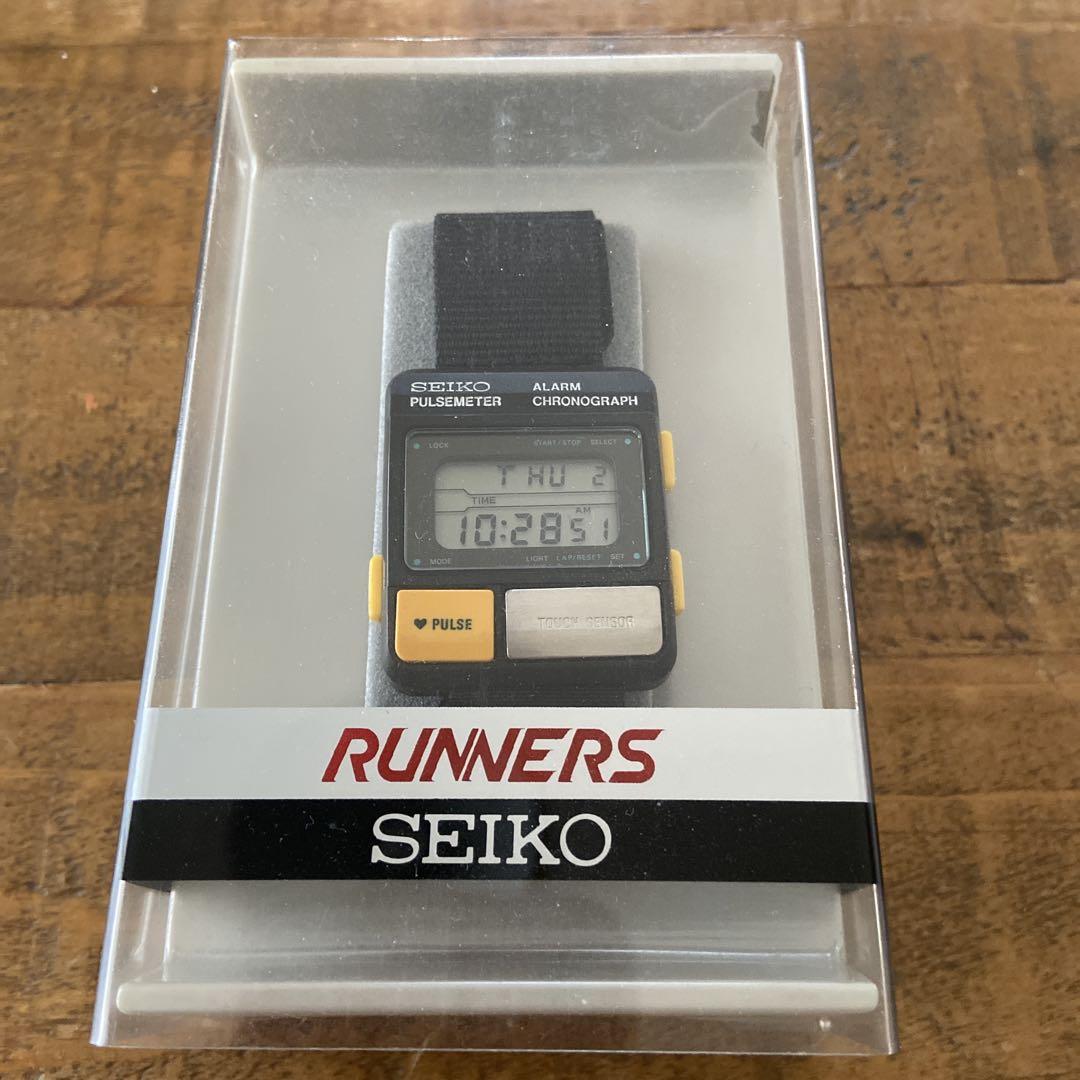 SEIKO ALARM
PULSEMETER CHRONOGRAPH
LOCK START/STOP SELECT
THU 2
TIME
AM
10:28 51
MODE LIGHT LAP/RESET SET
PULSE TOUCH SENSOR
RUNNERS
SEIKO